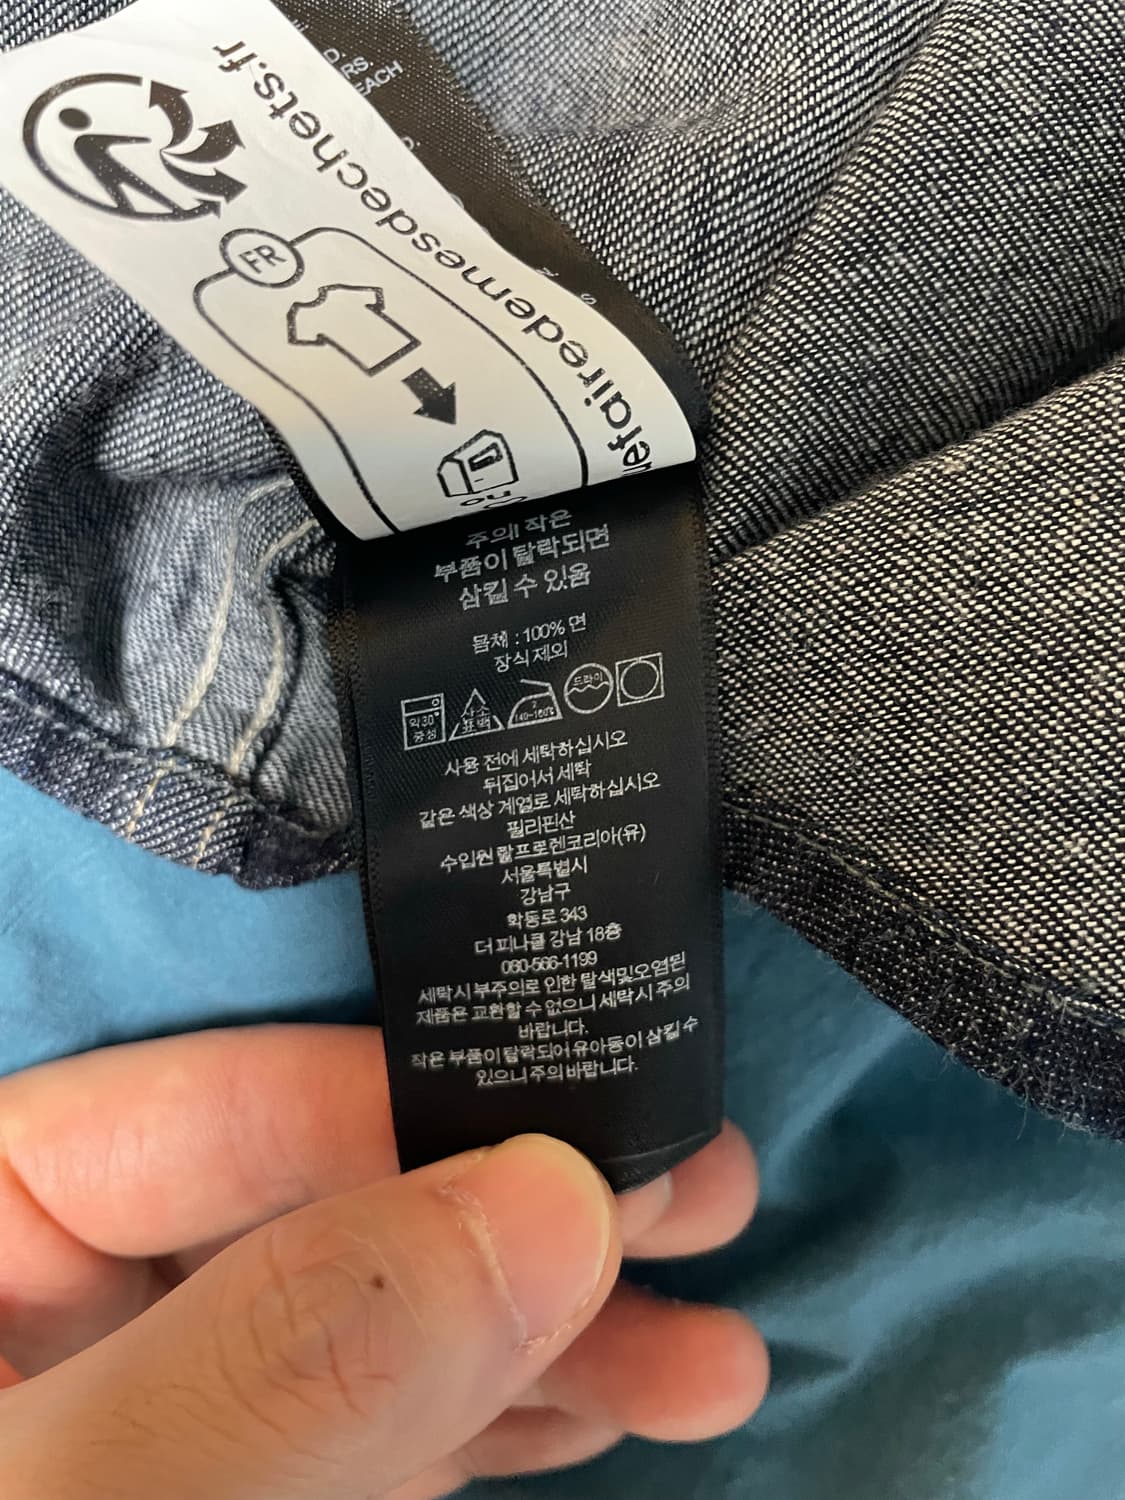 quefairedemesdechets.fr
FR
주의! 작은
부품이 탈락되면
삼킬 수 있음
몸체 : 100% 면
장식 제외
약 30°
중성
표백
2
140~160℃
드라이
사용 전에 세탁하십시오
뒤집어서 세탁
같은 색상 계열로 세탁하십시오
필리핀산
수입원 랄프로렌코리아(유)
서울특별시
강남구
학동로 343
더 피나클 강남 18층
080-566-1199
세탁시 부주의로 인한 탈색및오염된
제품은 교환할 수 없으니 세탁시 주의
바랍니다.
작은 부품이 탈락되어 유아동이 삼킬 수
있으니 주의 바랍니다.